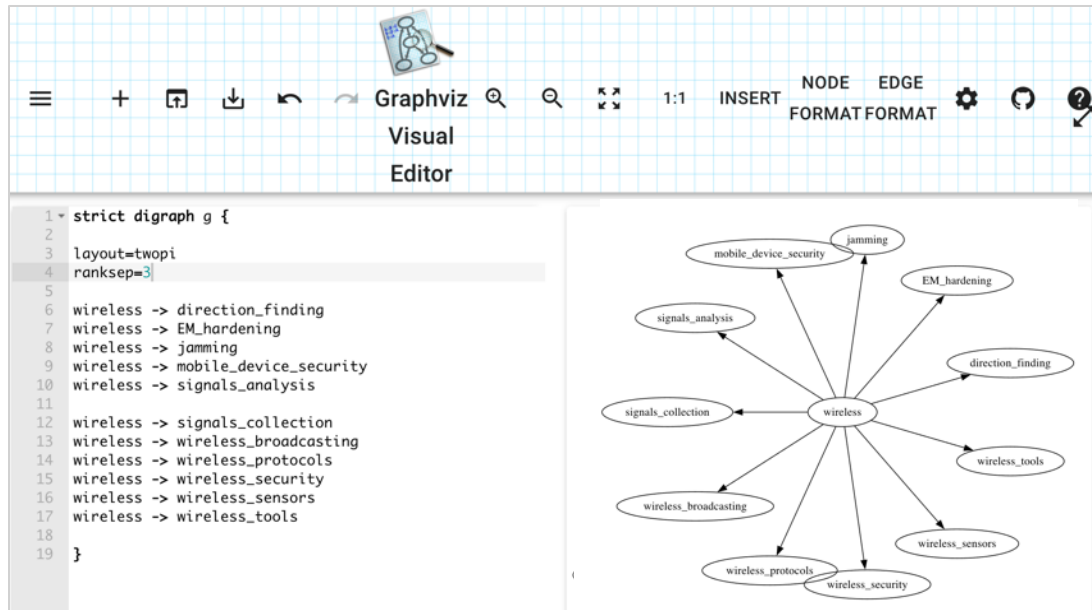 Graphviz
Visual
Editor
1:1
INSERT
NODE
FORMAT
EDGE
FORMAT
1 strict digraph g {
2
3 layout=twopi
4 ranksep=3
5
6 wireless -> direction_finding
7 wireless -> EM_hardening
8 wireless -> jamming
9 wireless -> mobile_device_security
10 wireless -> signals_analysis
11
12 wireless -> signals_collection
13 wireless -> wireless_broadcasting
14 wireless -> wireless_protocols
15 wireless -> wireless_security
16 wireless -> wireless_sensors
17 wireless -> wireless_tools
18
19 }
jamming
mobile_device_security
EM_hardening
signals_analysis
direction_finding
signals_collection
wireless
wireless_tools
wireless_broadcasting
wireless_sensors
wireless_protocols
wireless_security